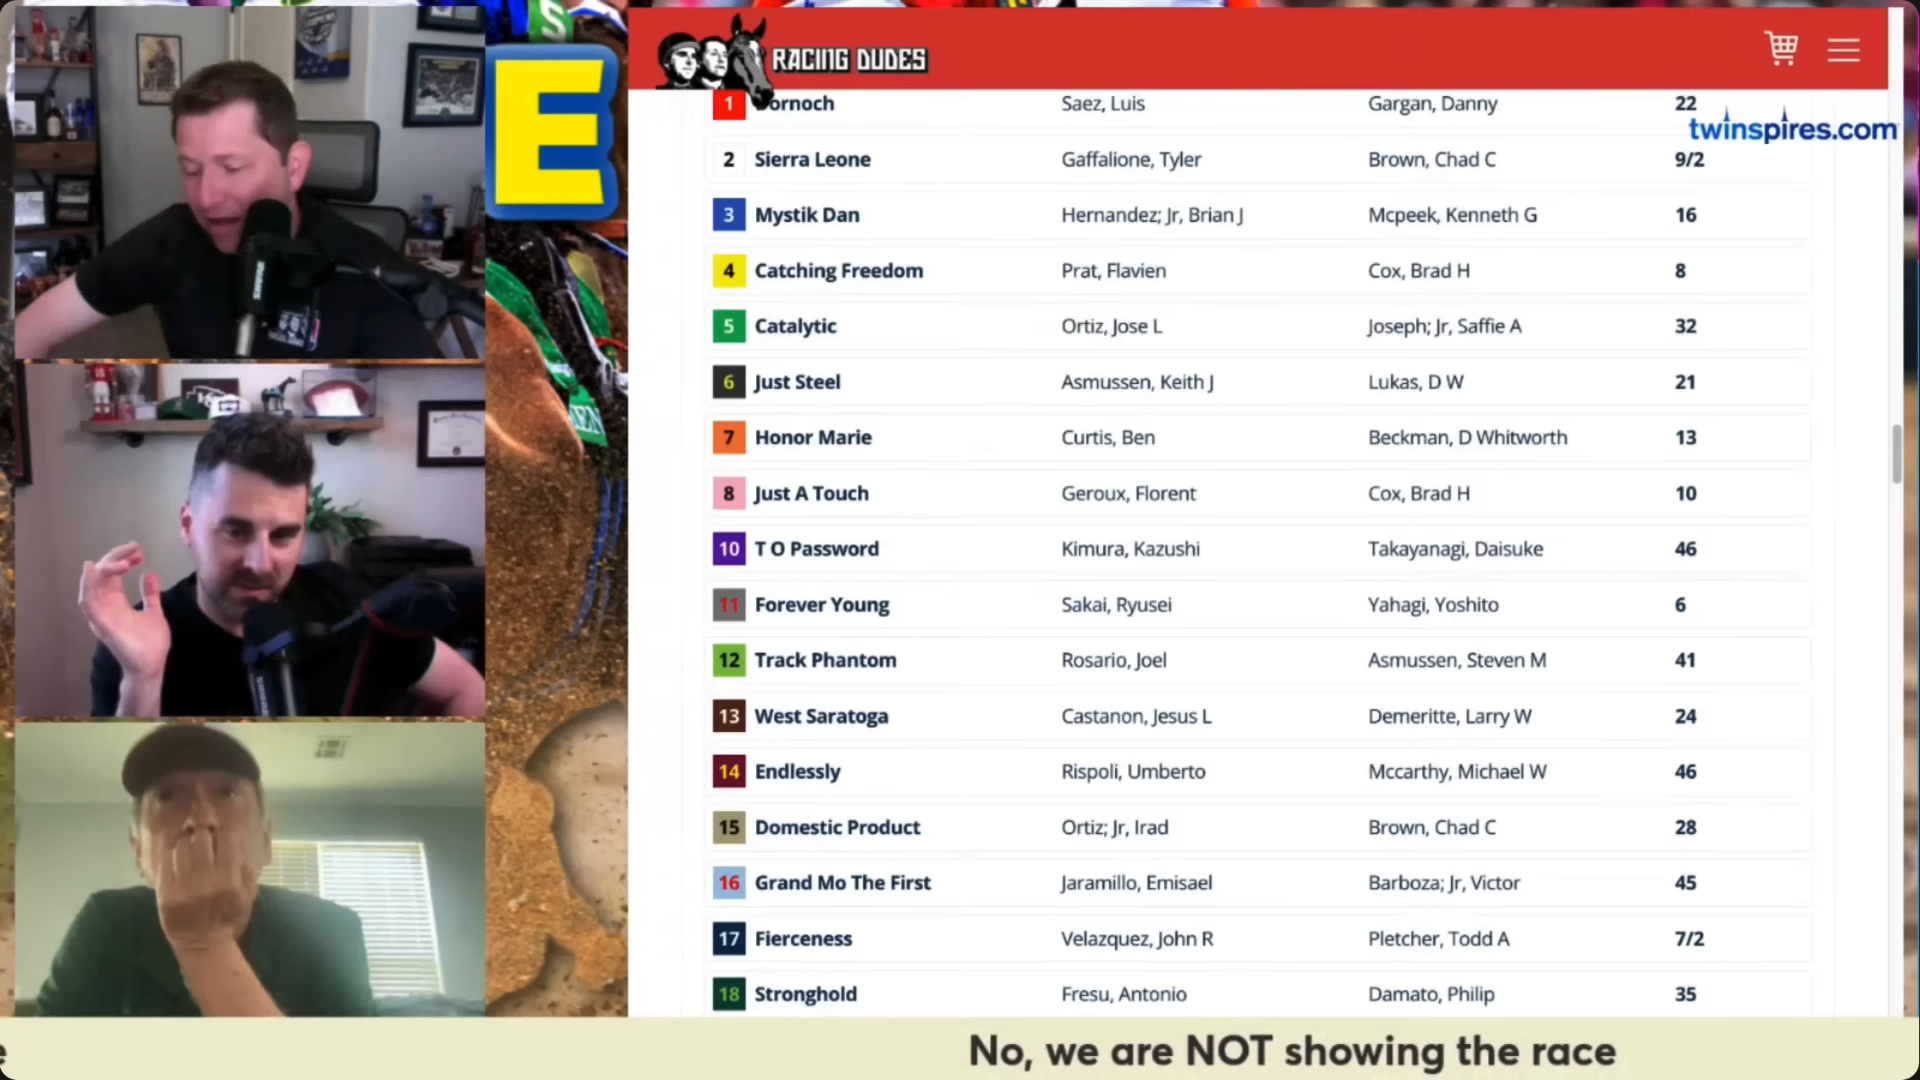 E
RACING DUDES
twinspires.com
1 Dornoch Saez, Luis Gargan, Danny 22
2 Sierra Leone Gaffalione, Tyler Brown, Chad C 9/2
3 Mystik Dan Hernandez; Jr, Brian J Mcpeek, Kenneth G 16
4 Catching Freedom Prat, Flavien Cox, Brad H 8
5 Catalytic Ortiz, Jose L Joseph; Jr, Saffie A 32
6 Just Steel Asmussen, Keith J Lukas, D W 21
7 Honor Marie Curtis, Ben Beckman, D Whitworth 13
8 Just A Touch Geroux, Florent Cox, Brad H 10
10 T O Password Kimura, Kazushi Takayanagi, Daisuke 46
11 Forever Young Sakai, Ryusei Yahagi, Yoshito 6
12 Track Phantom Rosario, Joel Asmussen, Steven M 41
13 West Saratoga Castanon, Jesus L Demeritte, Larry W 24
14 Endlessly Rispoli, Umberto Mccarthy, Michael W 46
15 Domestic Product Ortiz; Jr, Irad Brown, Chad C 28
16 Grand Mo The First Jaramillo, Emisael Barboza; Jr, Victor 45
17 Fierceness Velazquez, John R Pletcher, Todd A 7/2
18 Stronghold Fresu, Antonio Damato, Philip 35
No, we are NOT showing the race